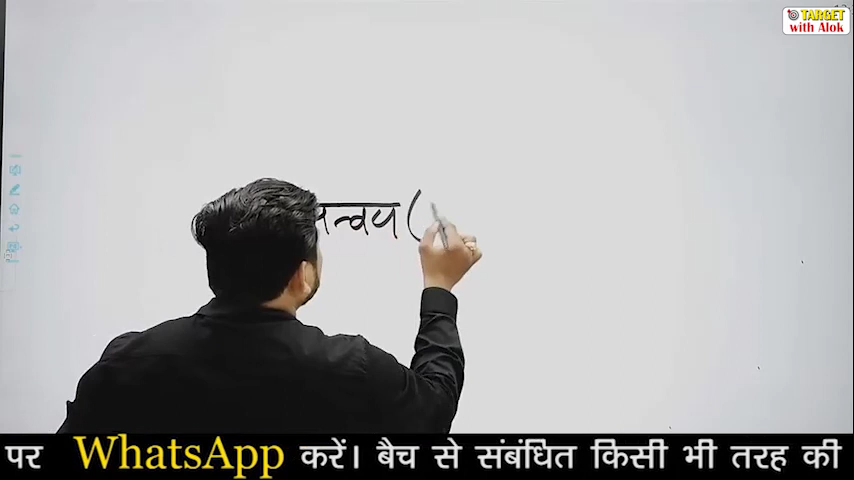 TARGET
with Alok
न्वय (
पर WhatsApp करें। बैच से संबंधित किसी भी तरह की